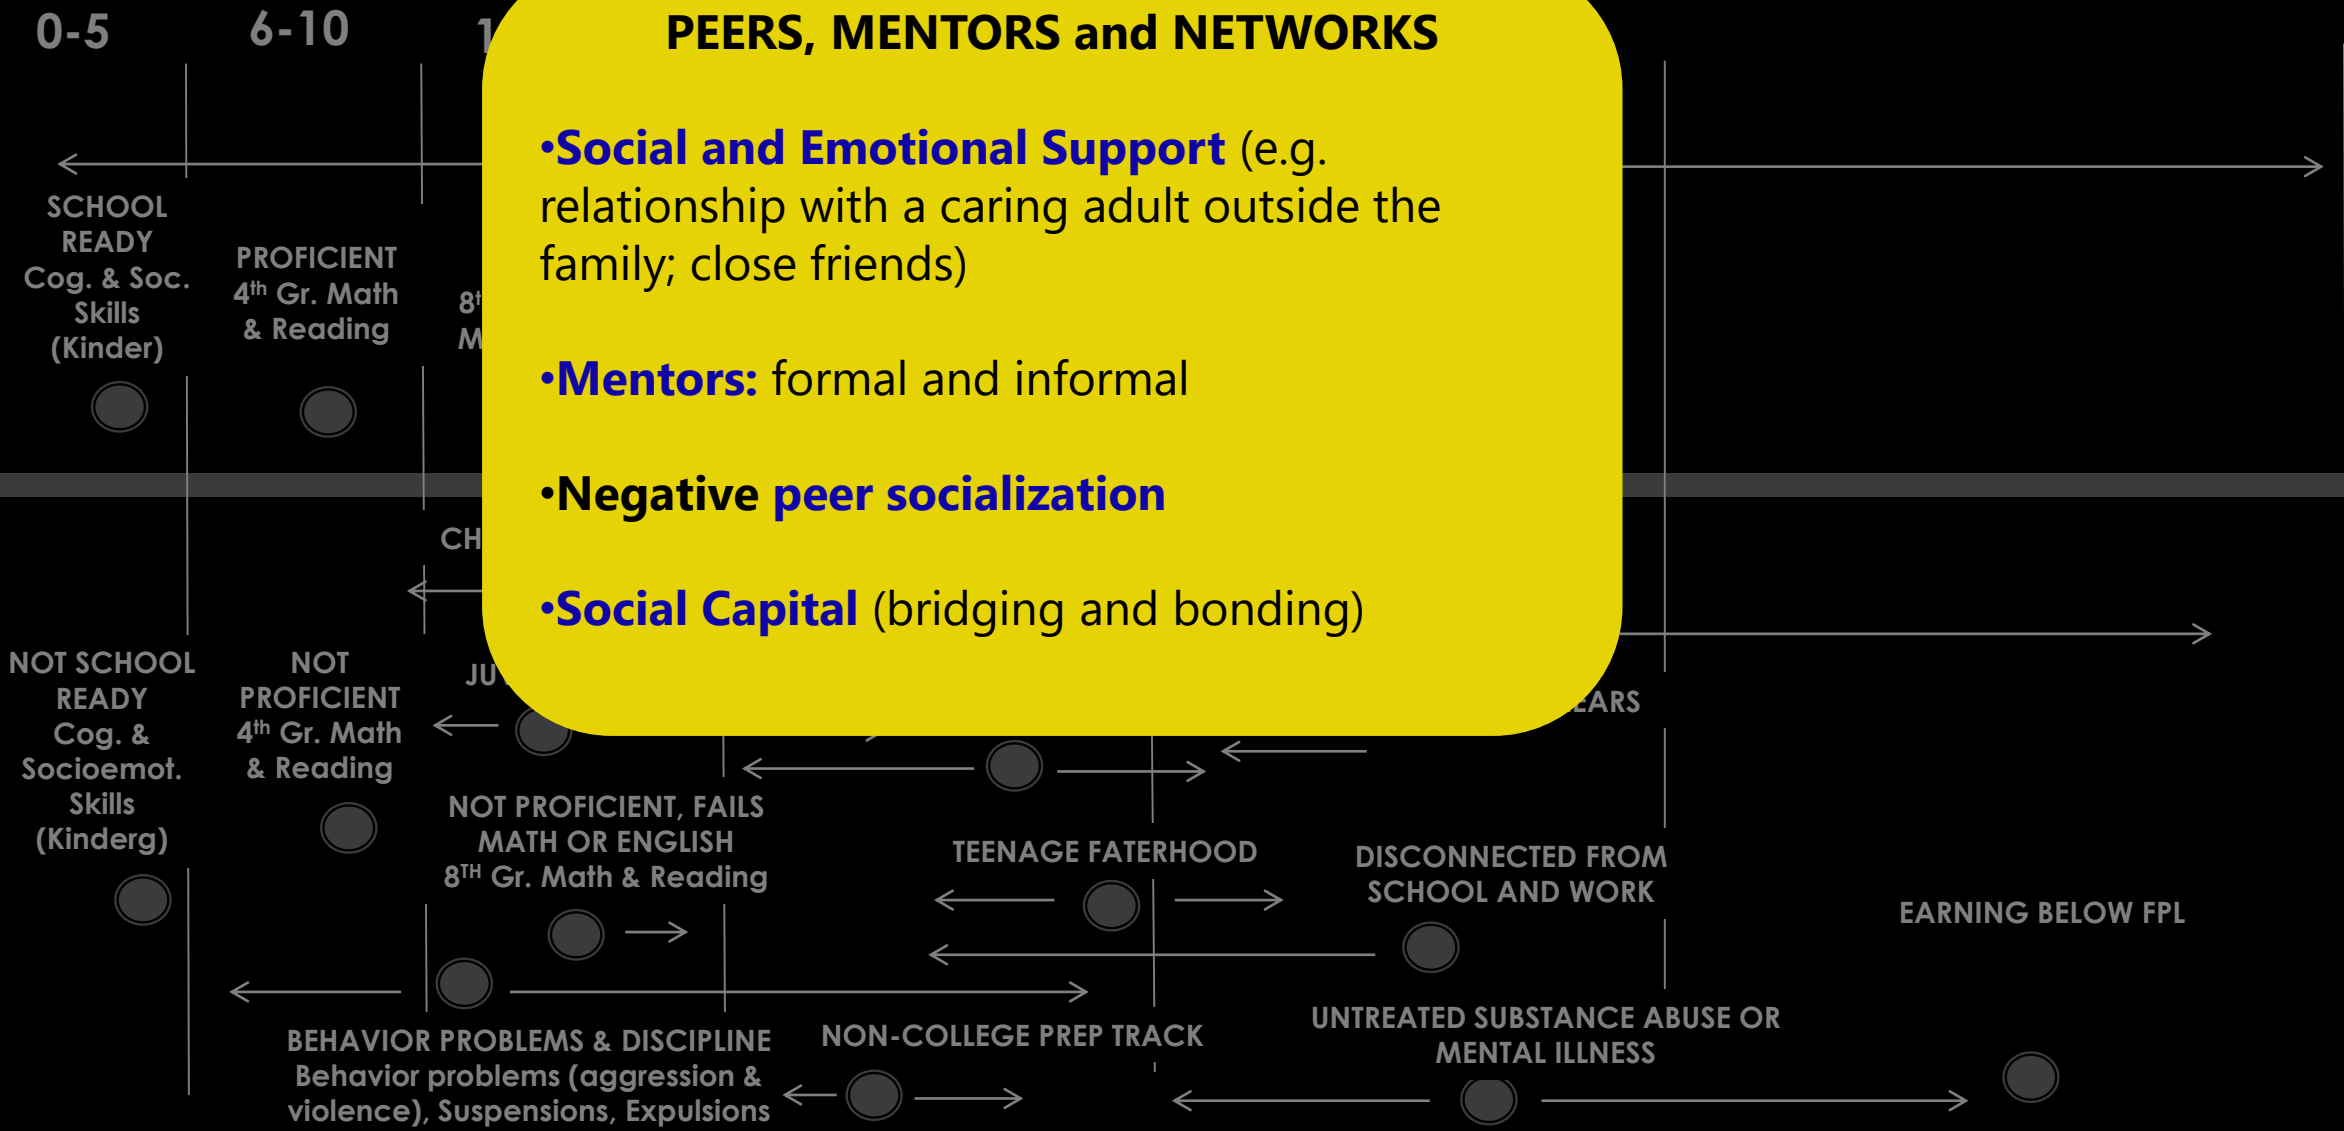 0-5
6-10
PEERS, MENTORS and NETWORKS
•Social and Emotional Support (e.g.
relationship with a caring adult outside the
family; close friends)
•Mentors: formal and informal
•Negative peer socialization
•Social Capital (bridging and bonding)
SCHOOL
READY
Cog. & Soc.
Skills
(Kinder)
PROFICIENT
4th Gr. Math
& Reading
NOT SCHOOL
READY
Cog. &
Socioemot.
Skills
(Kinderg)
NOT
PROFICIENT
4th Gr. Math
& Reading
NOT PROFICIENT, FAILS
MATH OR ENGLISH
8TH Gr. Math & Reading
TEENAGE FATERHOOD
DISCONNECTED FROM
SCHOOL AND WORK
EARNING BELOW FPL
BEHAVIOR PROBLEMS & DISCIPLINE
Behavior problems (aggression &
violence), Suspensions, Expulsions
NON-COLLEGE PREP TRACK
UNTREATED SUBSTANCE ABUSE OR
MENTAL ILLNESS